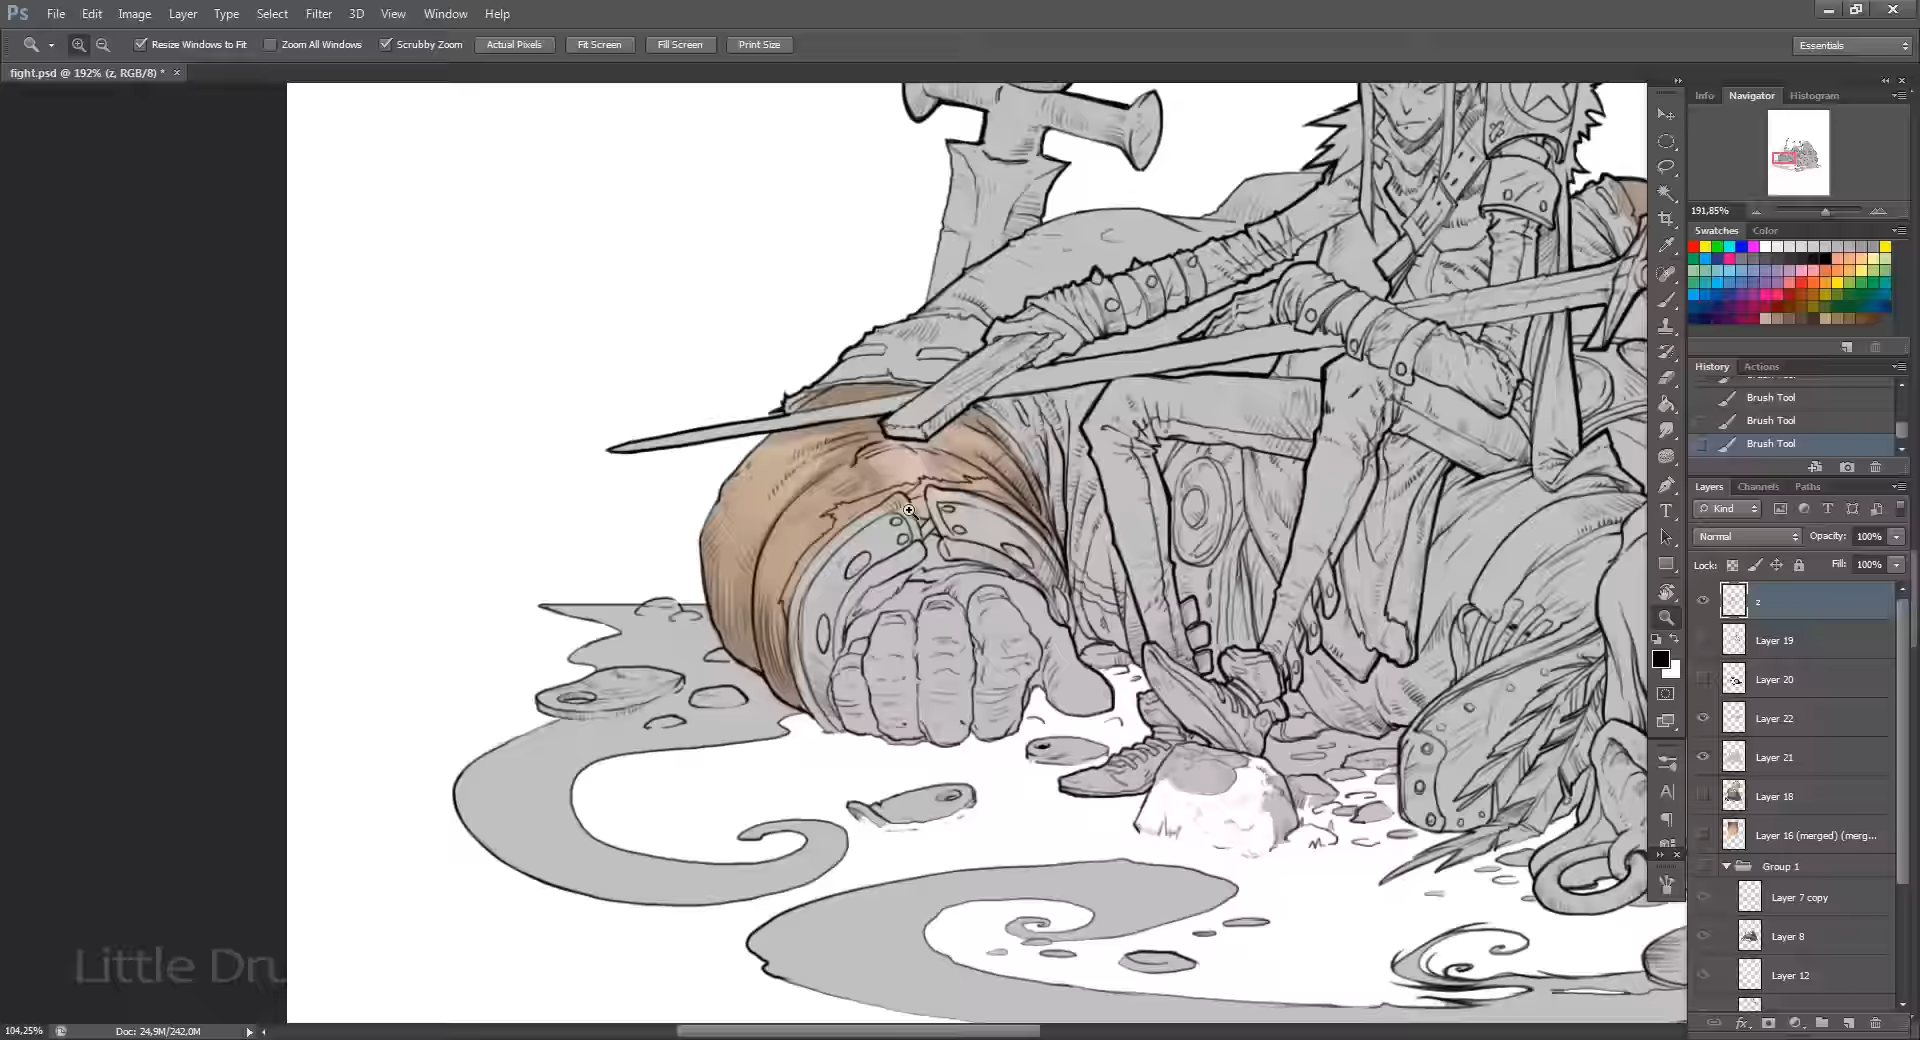 Ps File Edit Image Layer Type Select Filter 3D View Window Help
Resize Windows to Fit Zoom All Windows Scrubby Zoom Actual Pixels Fit Screen Fill Screen Print Size Essentials
fight.psd @ 192% (z, RGB/8) * ×
Info Navigator Histogram
191,85%
Swatches Color
History Actions
Brush Tool
Brush Tool
Brush Tool
Layers Channels Paths
Kind
Normal Opacity: 100%
Lock: Fill: 100%
z
Layer 19
Layer 20
Layer 22
Layer 21
Layer 18
Layer 16 (merged) (merg...
Group 1
Layer 7 copy
Layer 8
Layer 12
Little Dru
104,25% Doc: 24,9M/242,0M